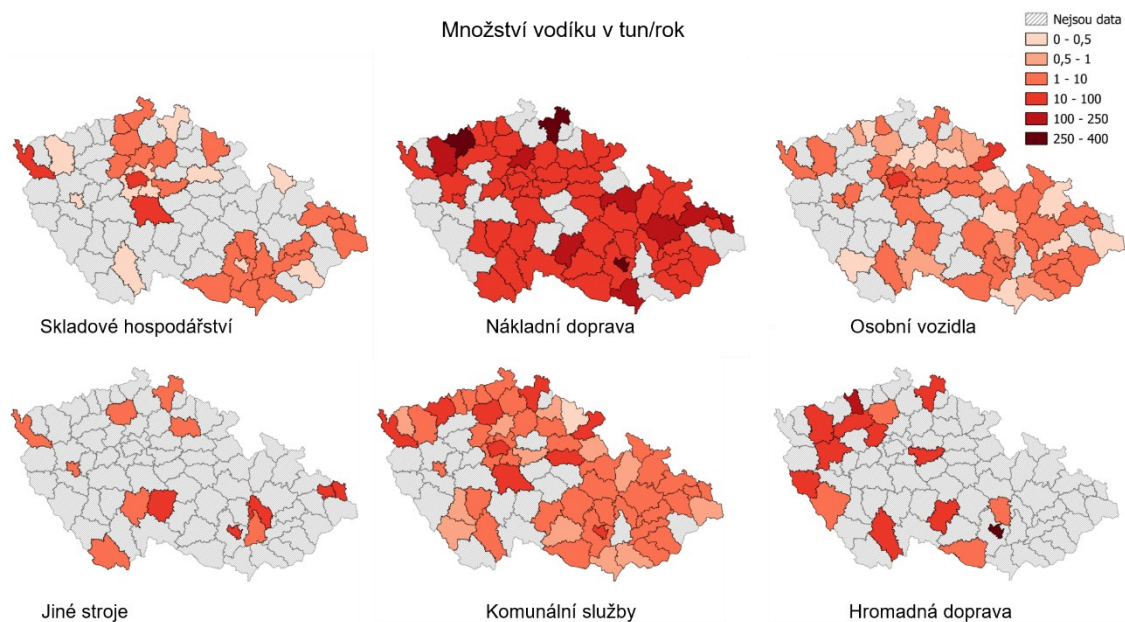 Množství vodíku v tun/rok
Nejsou data
0 - 0,5
0,5 - 1
1 - 10
10 - 100
100 - 250
250 - 400
Skladové hospodářství
Nákladní doprava
Osobní vozidla
Jiné stroje
Komunální služby
Hromadná doprava